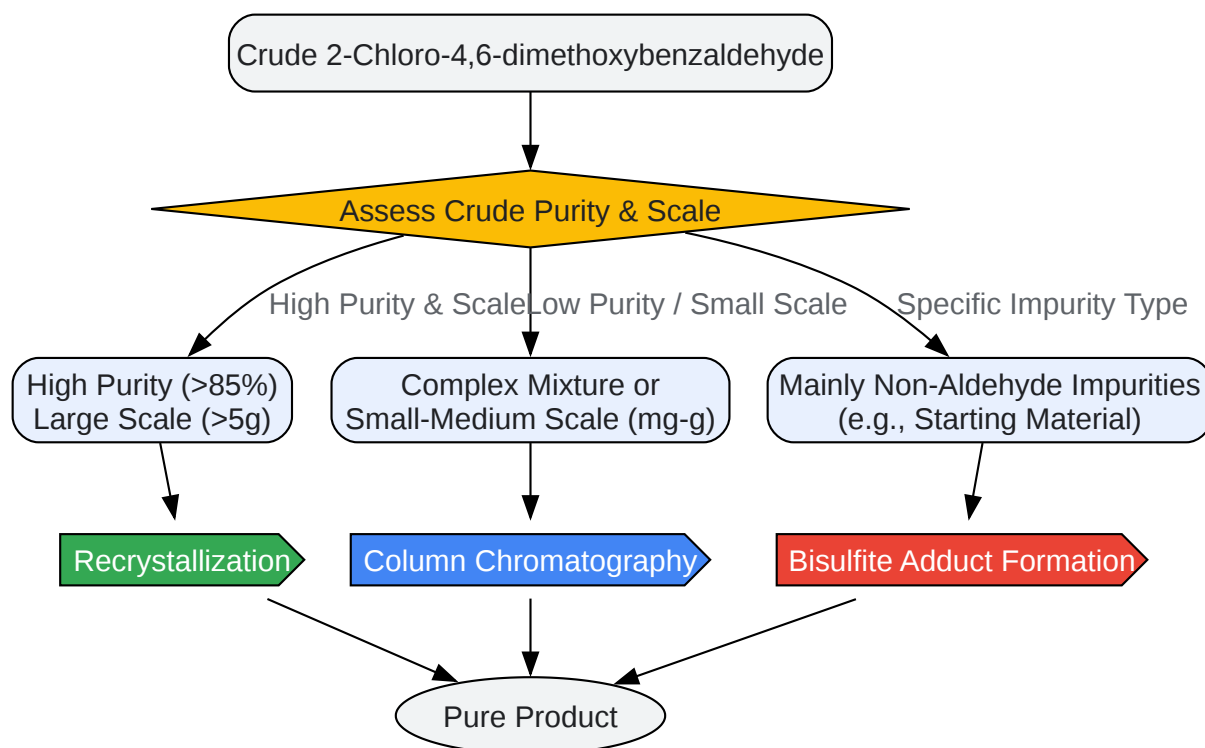 Crude 2-Chloro-4,6-dimethoxybenzaldehyde
Assess Crude Purity & Scale
High Purity & Scale
Low Purity / Small Scale
Specific Impurity Type
High Purity (>85%)
Large Scale (>5g)
Complex Mixture or
Small-Medium Scale (mg-g)
Mainly Non-Aldehyde Impurities
(e.g., Starting Material)
Recrystallization
Column Chromatography
Bisulfite Adduct Formation
Pure Product